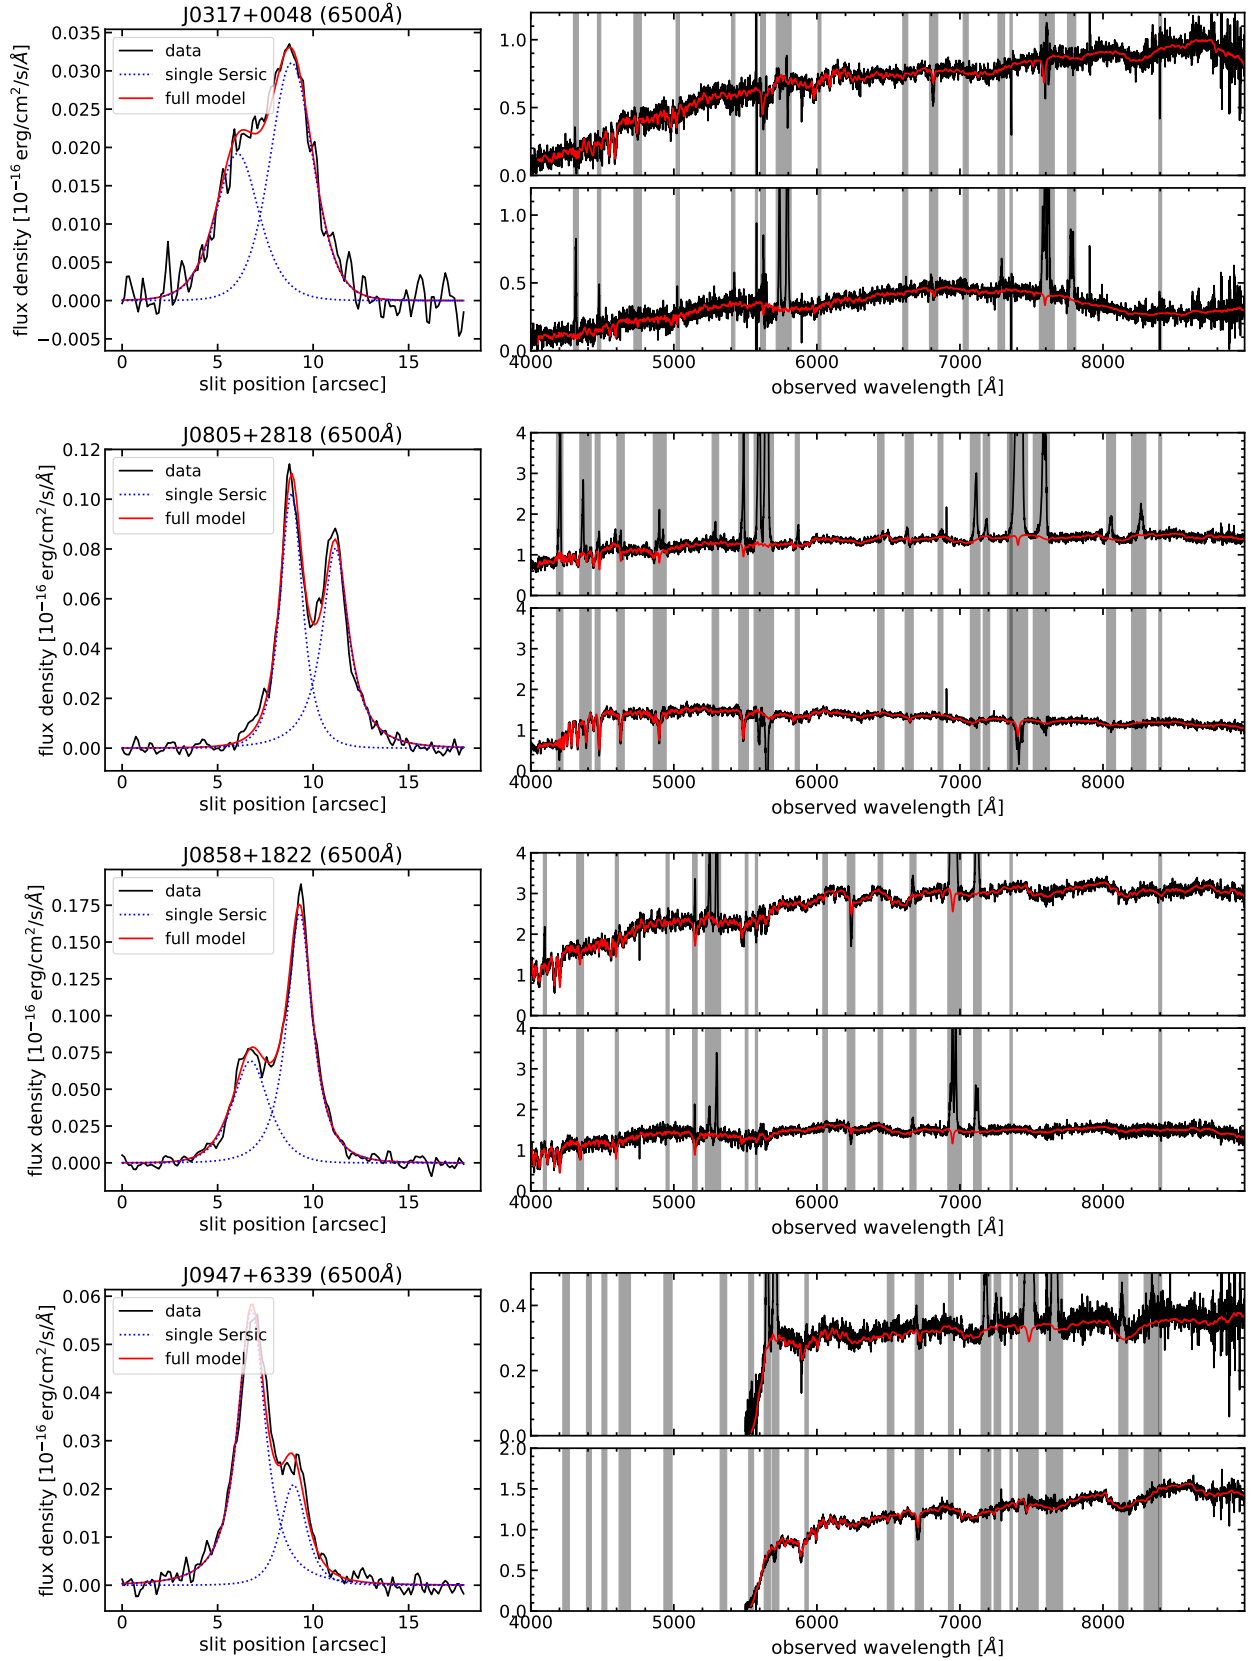 J0317+0048 (6500Å)
data
single Sersic
full model
flux density [10⁻¹⁶ erg/cm²/s/Å]
0.035
0.030
0.025
0.020
0.015
0.010
0.005
0.000
−0.005
0 5 10 15
slit position [arcsec]
1.0
0.5
0.0
1.0
0.5
0.0
4000 5000 6000 7000 8000
observed wavelength [Å]
J0805+2818 (6500Å)
data
single Sersic
full model
flux density [10⁻¹⁶ erg/cm²/s/Å]
0.12
0.10
0.08
0.06
0.04
0.02
0.00
0 5 10 15
slit position [arcsec]
4
3
2
1
0
4
3
2
1
0
4000 5000 6000 7000 8000
observed wavelength [Å]
J0858+1822 (6500Å)
data
single Sersic
full model
flux density [10⁻¹⁶ erg/cm²/s/Å]
0.175
0.150
0.125
0.100
0.075
0.050
0.025
0.000
0 5 10 15
slit position [arcsec]
4
3
2
1
0
4
3
2
1
0
4000 5000 6000 7000 8000
observed wavelength [Å]
J0947+6339 (6500Å)
data
single Sersic
full model
flux density [10⁻¹⁶ erg/cm²/s/Å]
0.06
0.05
0.04
0.03
0.02
0.01
0.00
0 5 10 15
slit position [arcsec]
0.4
0.2
0.0
2.0
1.5
1.0
0.5
0.0
4000 5000 6000 7000 8000
observed wavelength [Å]